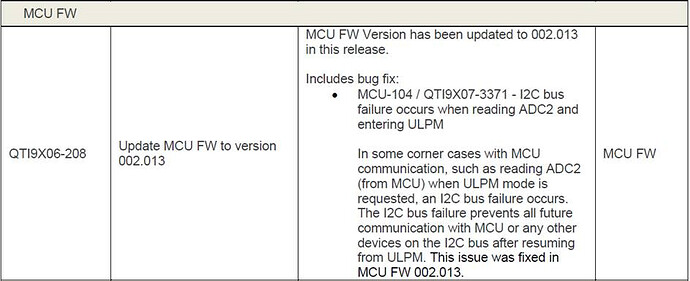 MCU FW
MCU FW Version has been updated to 002.013
in this release.
Includes bug fix:
• MCU-104 / QTI9X07-3371 - I2C bus
failure occurs when reading ADC2 and
entering ULPM
QTI9X06-208
Update MCU FW to version
002.013
MCU FW
In some corner cases with MCU
communication, such as reading ADC2
(from MCU) when ULPM mode is
requested, an I2C bus failure occurs.
The I2C bus failure prevents all future
communication with MCU or any other
devices on the I2C bus after resuming
from ULPM. This issue was fixed in
MCU FW 002.013.